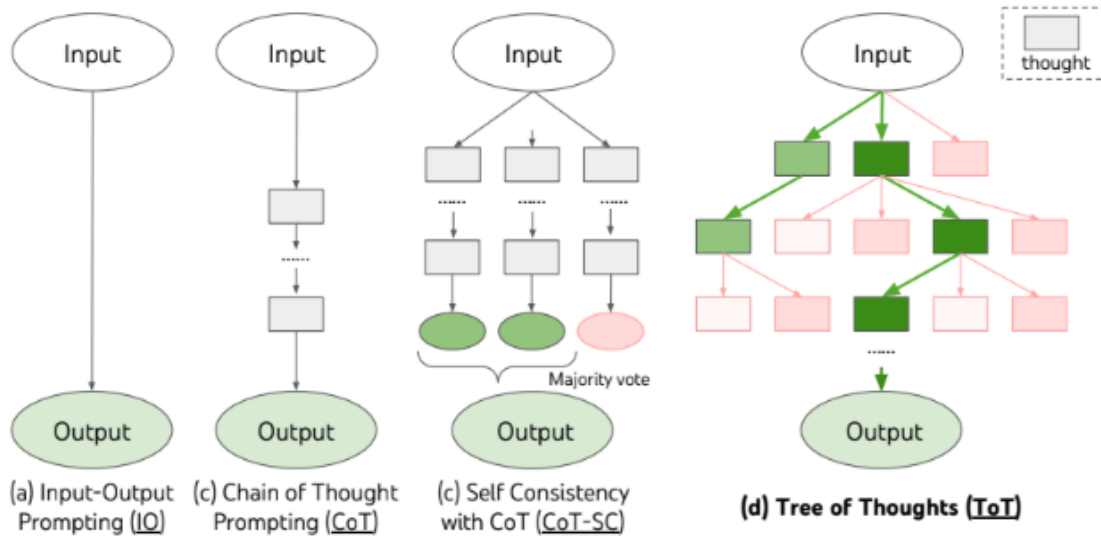 Input
Input
Input
Input
thought
......
......
......
......
......
Majority vote
Output
Output
Output
Output
(a) Input-Output
Prompting (IO)
(c) Chain of Thought
Prompting (CoT)
(c) Self Consistency
with CoT (CoT-SC)
(d) Tree of Thoughts (ToT)